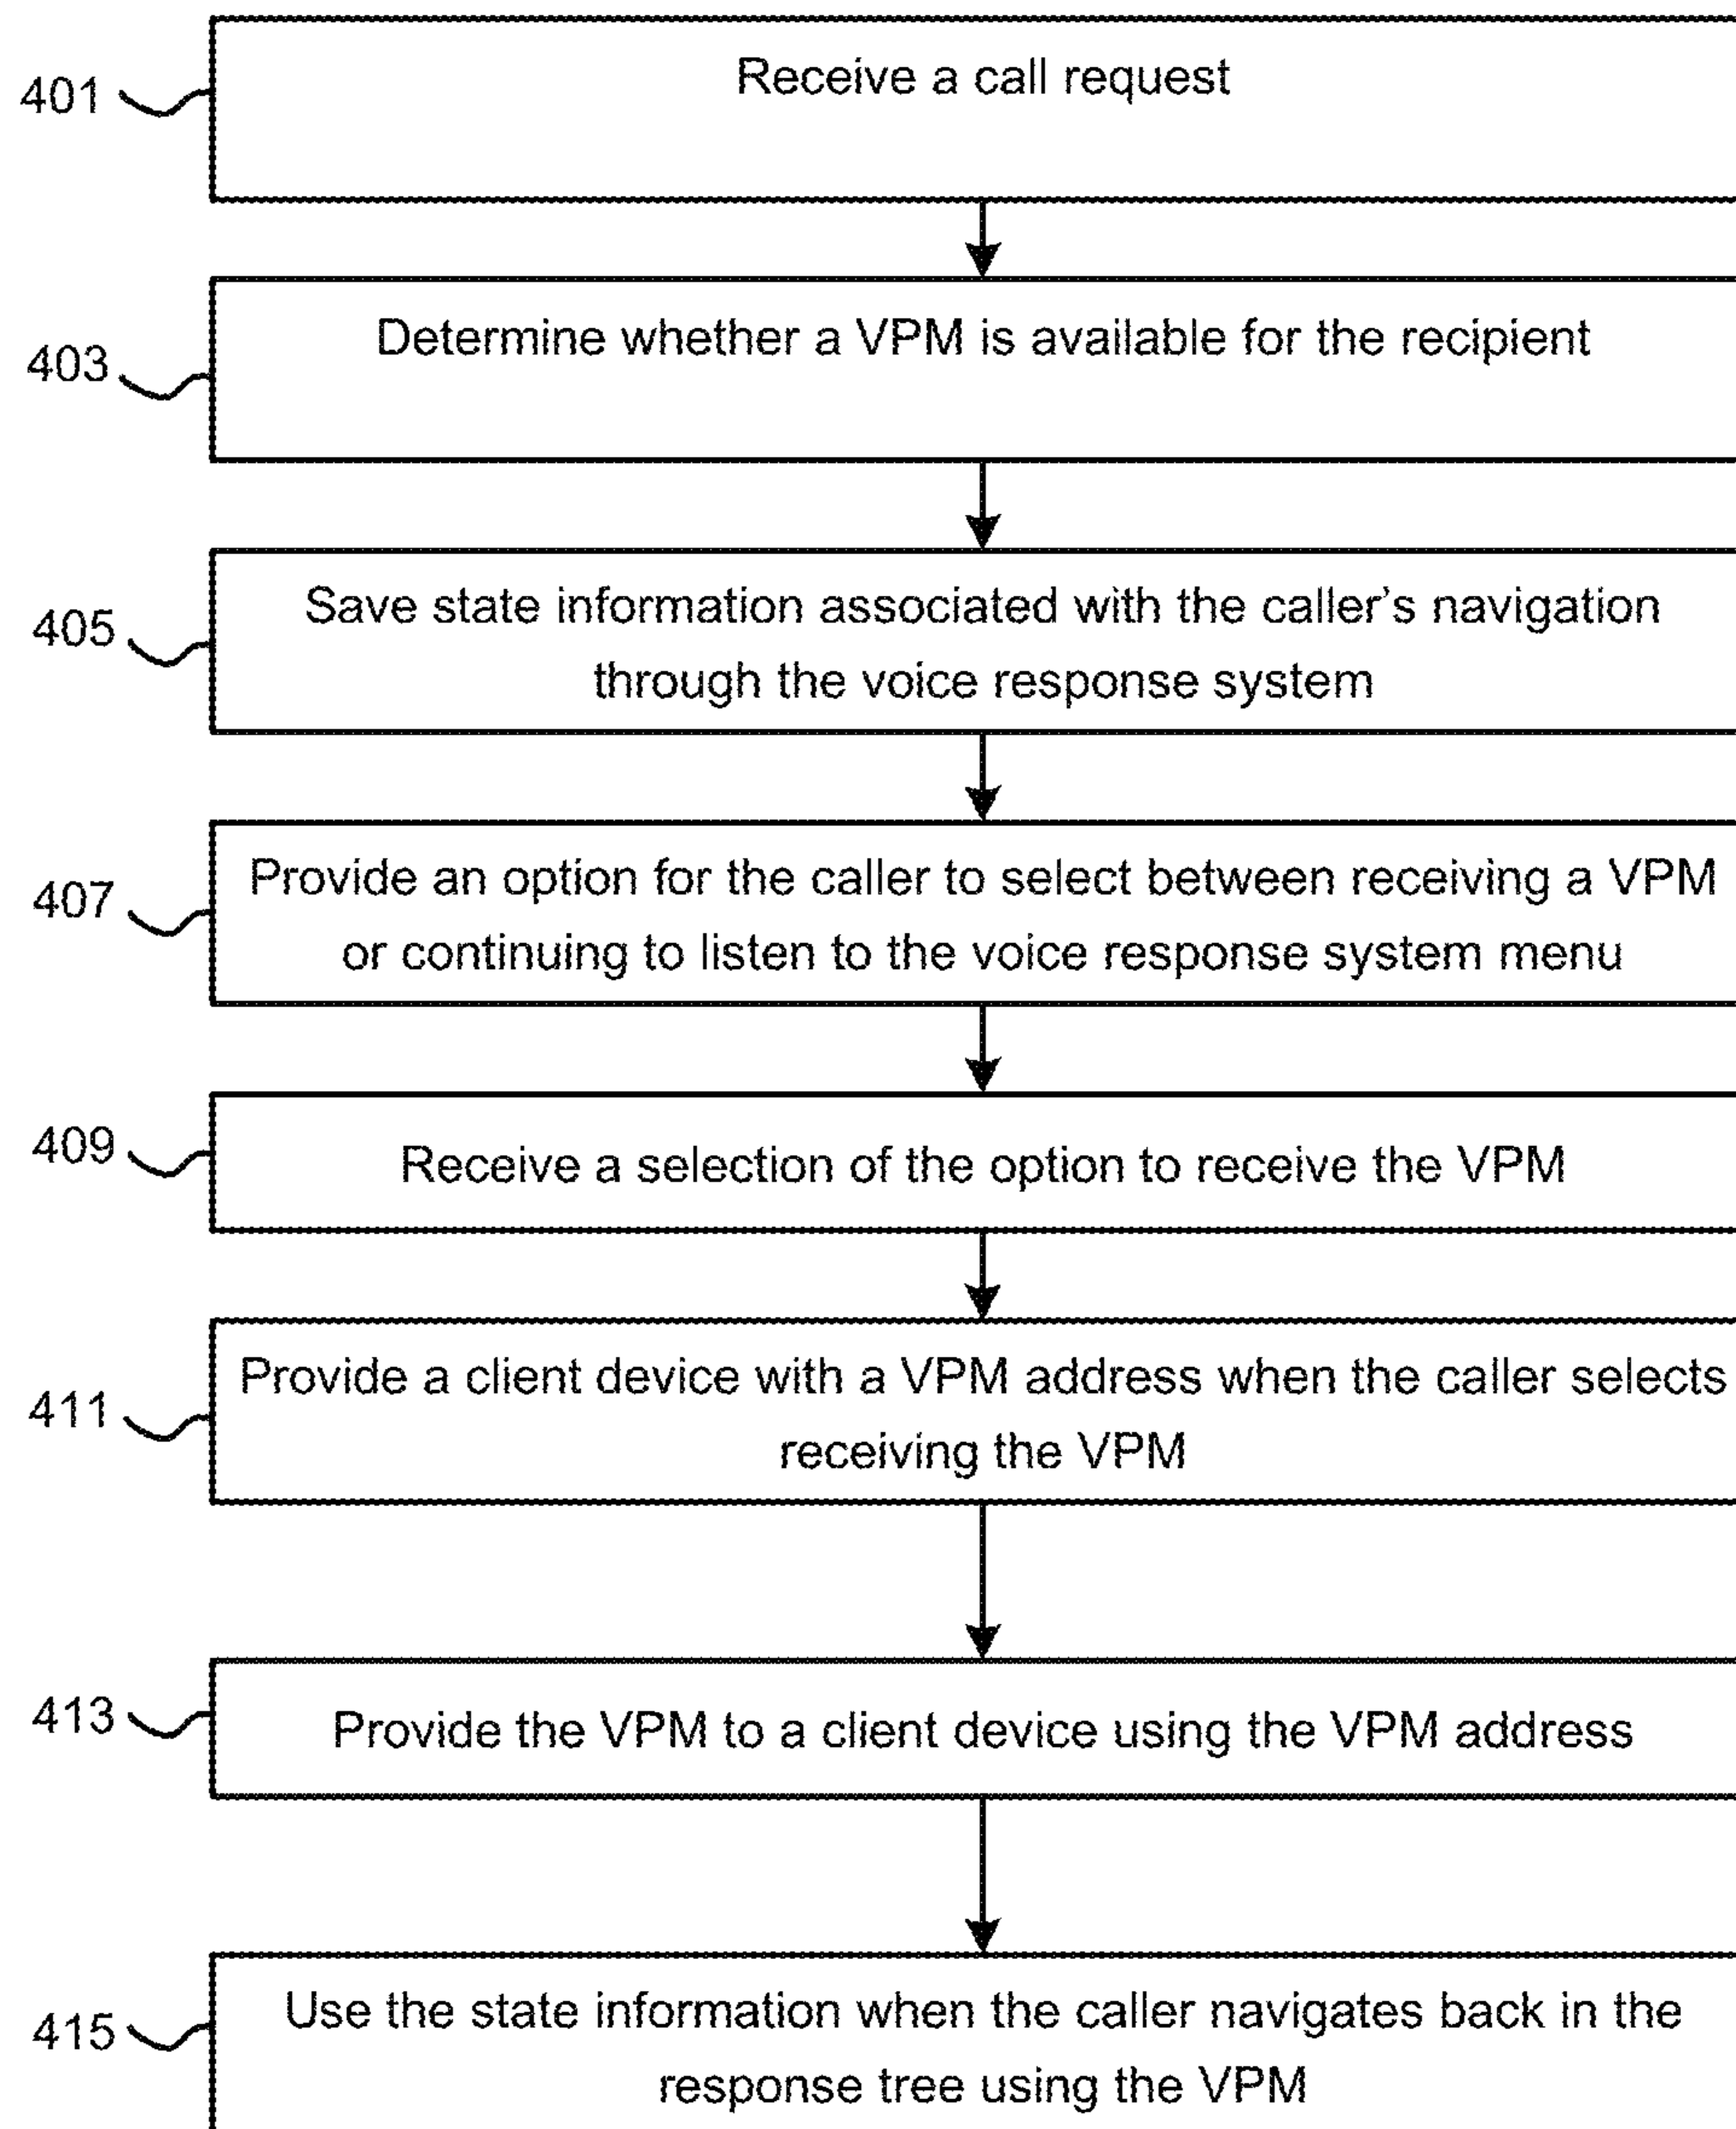 401
Receive a call request
403
Determine whether a VPM is available for the recipient
405
Save state information associated with the caller's navigation
through the voice response system
407
Provide an option for the caller to select between receiving a VPM
or continuing to listen to the voice response system menu
409
Receive a selection of the option to receive the VPM
411
Provide a client device with a VPM address when the caller selects
receiving the VPM
413
Provide the VPM to a client device using the VPM address
415
Use the state information when the caller navigates back in the
response tree using the VPM